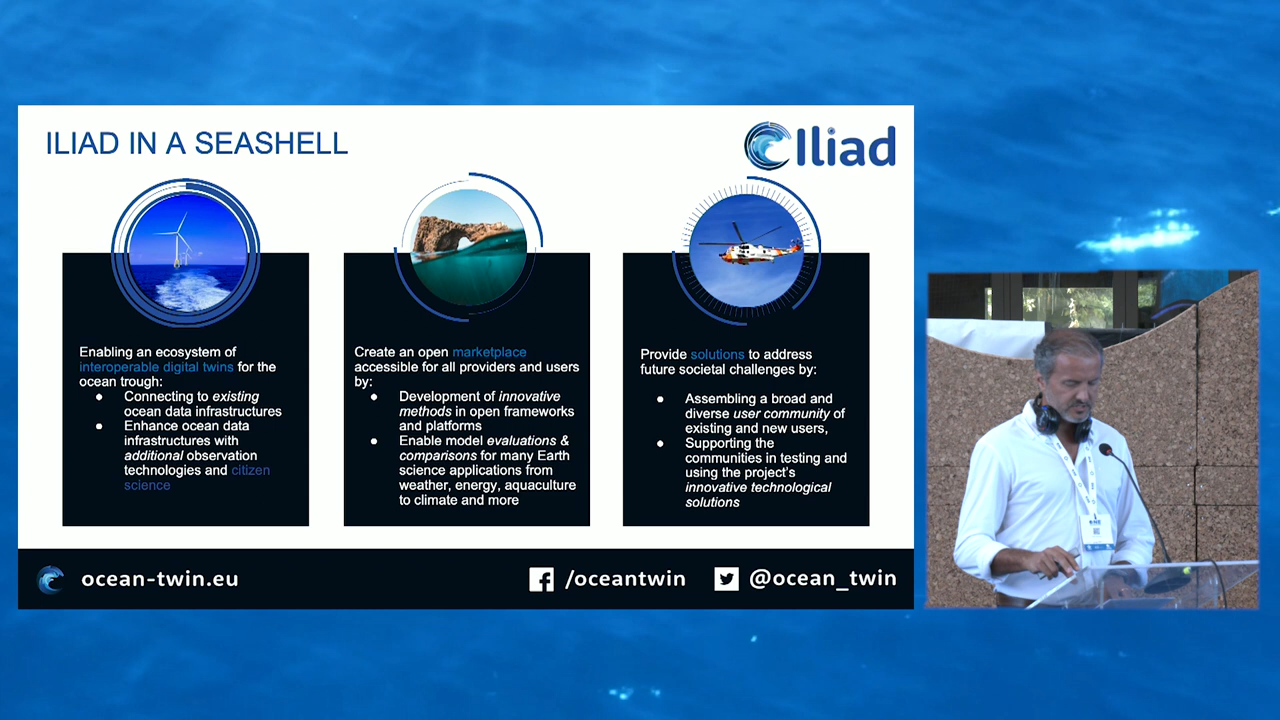 ILIAD IN A SEASHELL
Iliad
Enabling an ecosystem of
interoperable digital twins for the
ocean trough:
● Connecting to existing
ocean data infrastructures
● Enhance ocean data
infrastructures with
additional observation
technologies and citizen
science
Create an open marketplace
accessible for all providers and users
by:
● Development of innovative
methods in open frameworks
and platforms
● Enable model evaluations &
comparisons for many Earth
science applications from
weather, energy, aquaculture
to climate and more
Provide solutions to address
future societal challenges by:
● Assembling a broad and
diverse user community of
existing and new users,
● Supporting the
communities in testing and
using the project's
innovative technological
solutions
ocean-twin.eu
/oceantwin
@ocean_twin